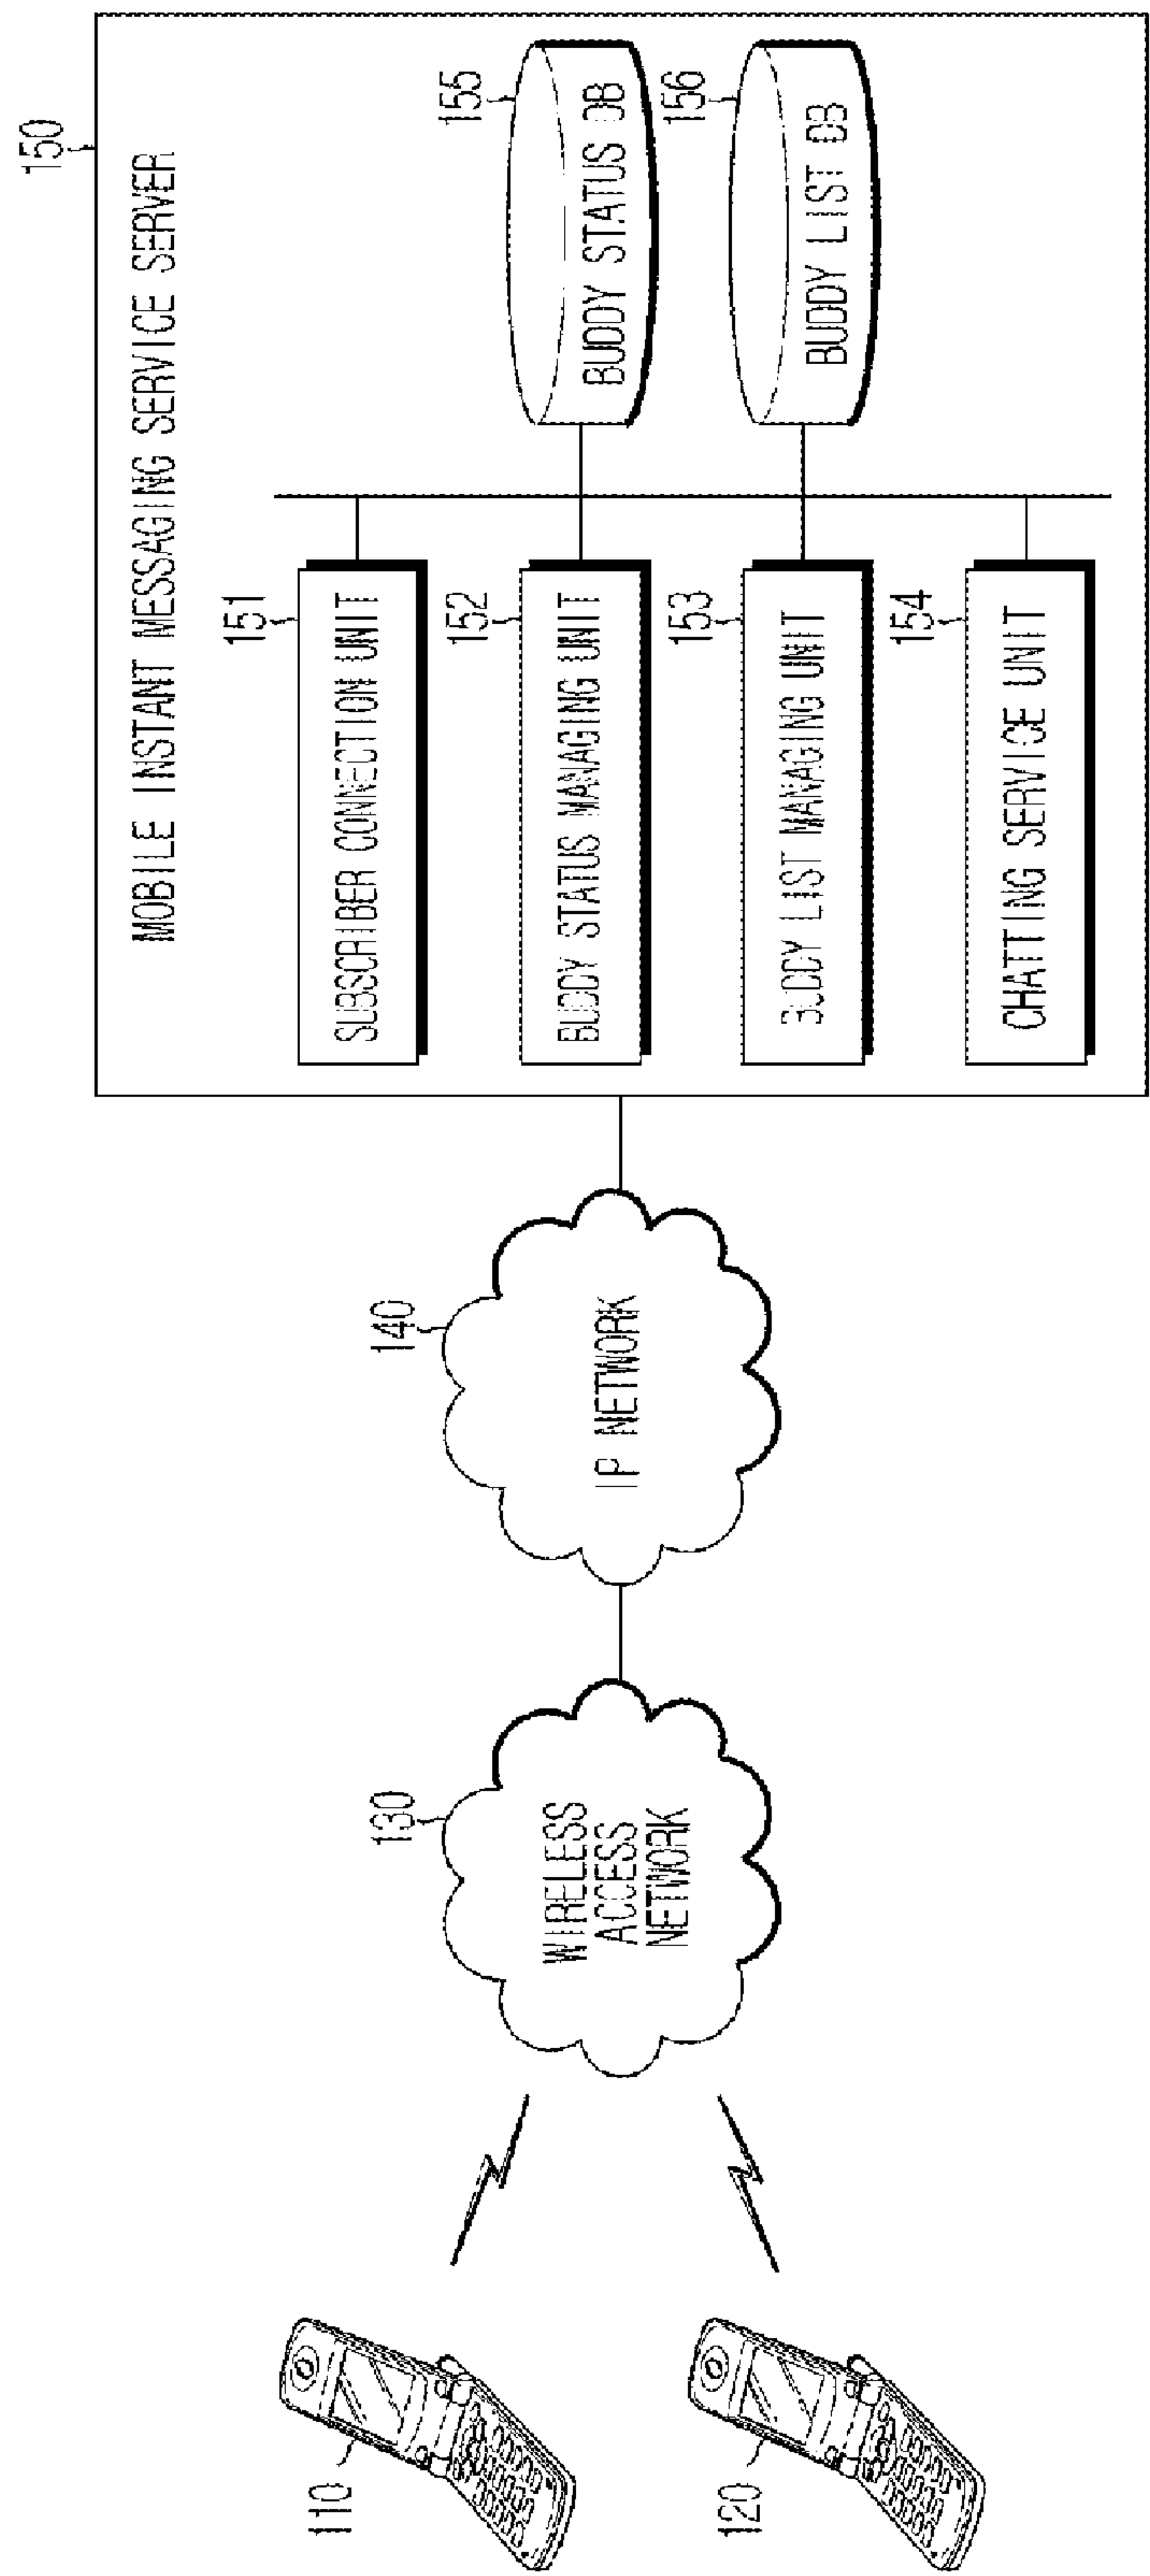 150
MOBILE INSTANT MESSAGING SERVICE SERVER
110
120
130
WIRELESS
ACCESS
NETWORK
140
IP NETWORK
151
SUBSCRIBER CONNECTION UNIT
152
BUDDY STATUS MANAGING UNIT
153
BUDDY LIST MANAGING UNIT
154
CHATTING SERVICE UNIT
155
BUDDY STATUS DB
156
BUDDY LIST DB